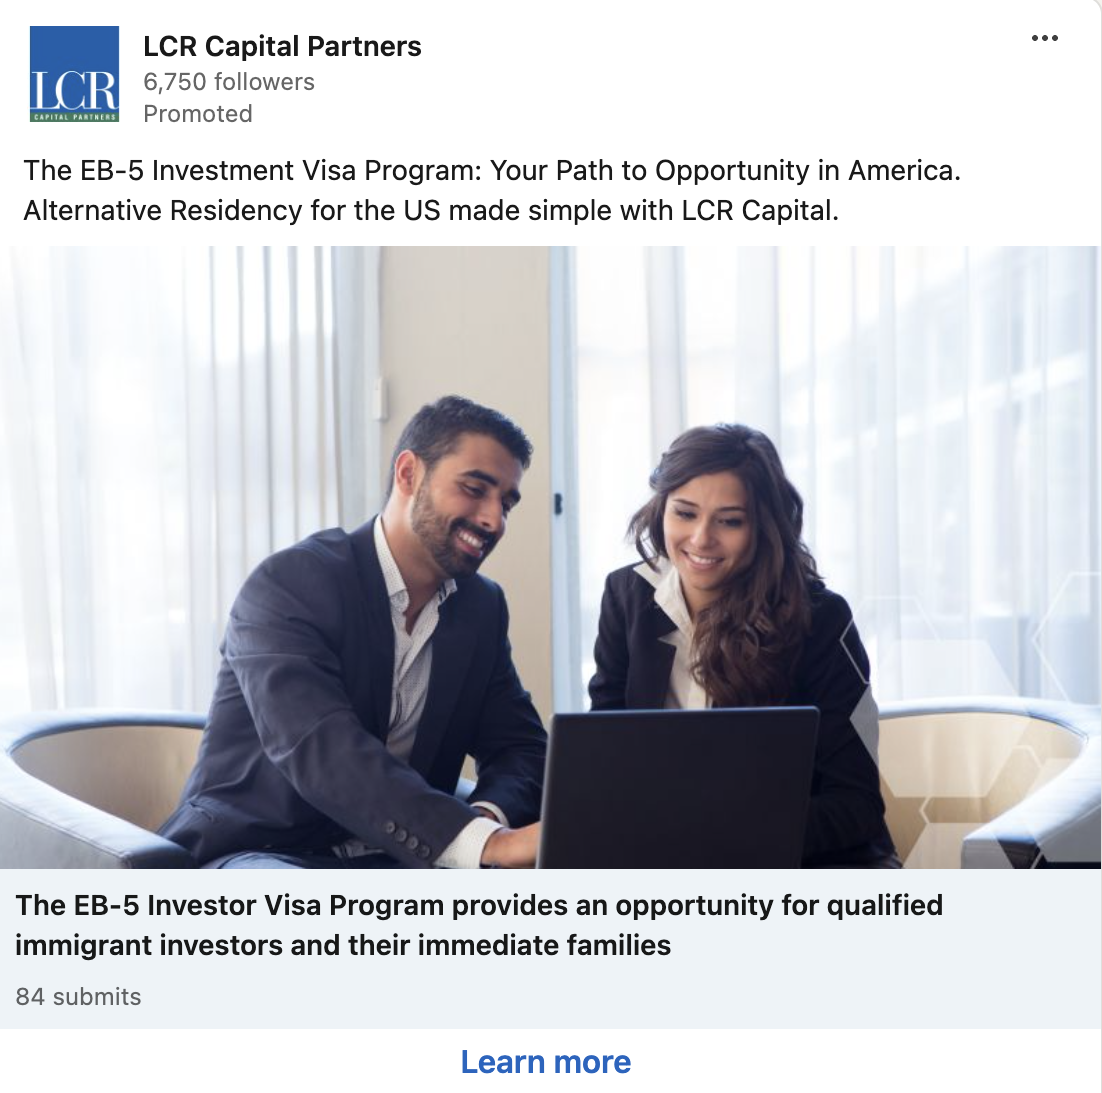 LCR
CAPITAL PARTNERS
LCR Capital Partners
6,750 followers
Promoted
The EB-5 Investment Visa Program: Your Path to Opportunity in America.
Alternative Residency for the US made simple with LCR Capital.
The EB-5 Investor Visa Program provides an opportunity for qualified
immigrant investors and their immediate families
84 submits
Learn more